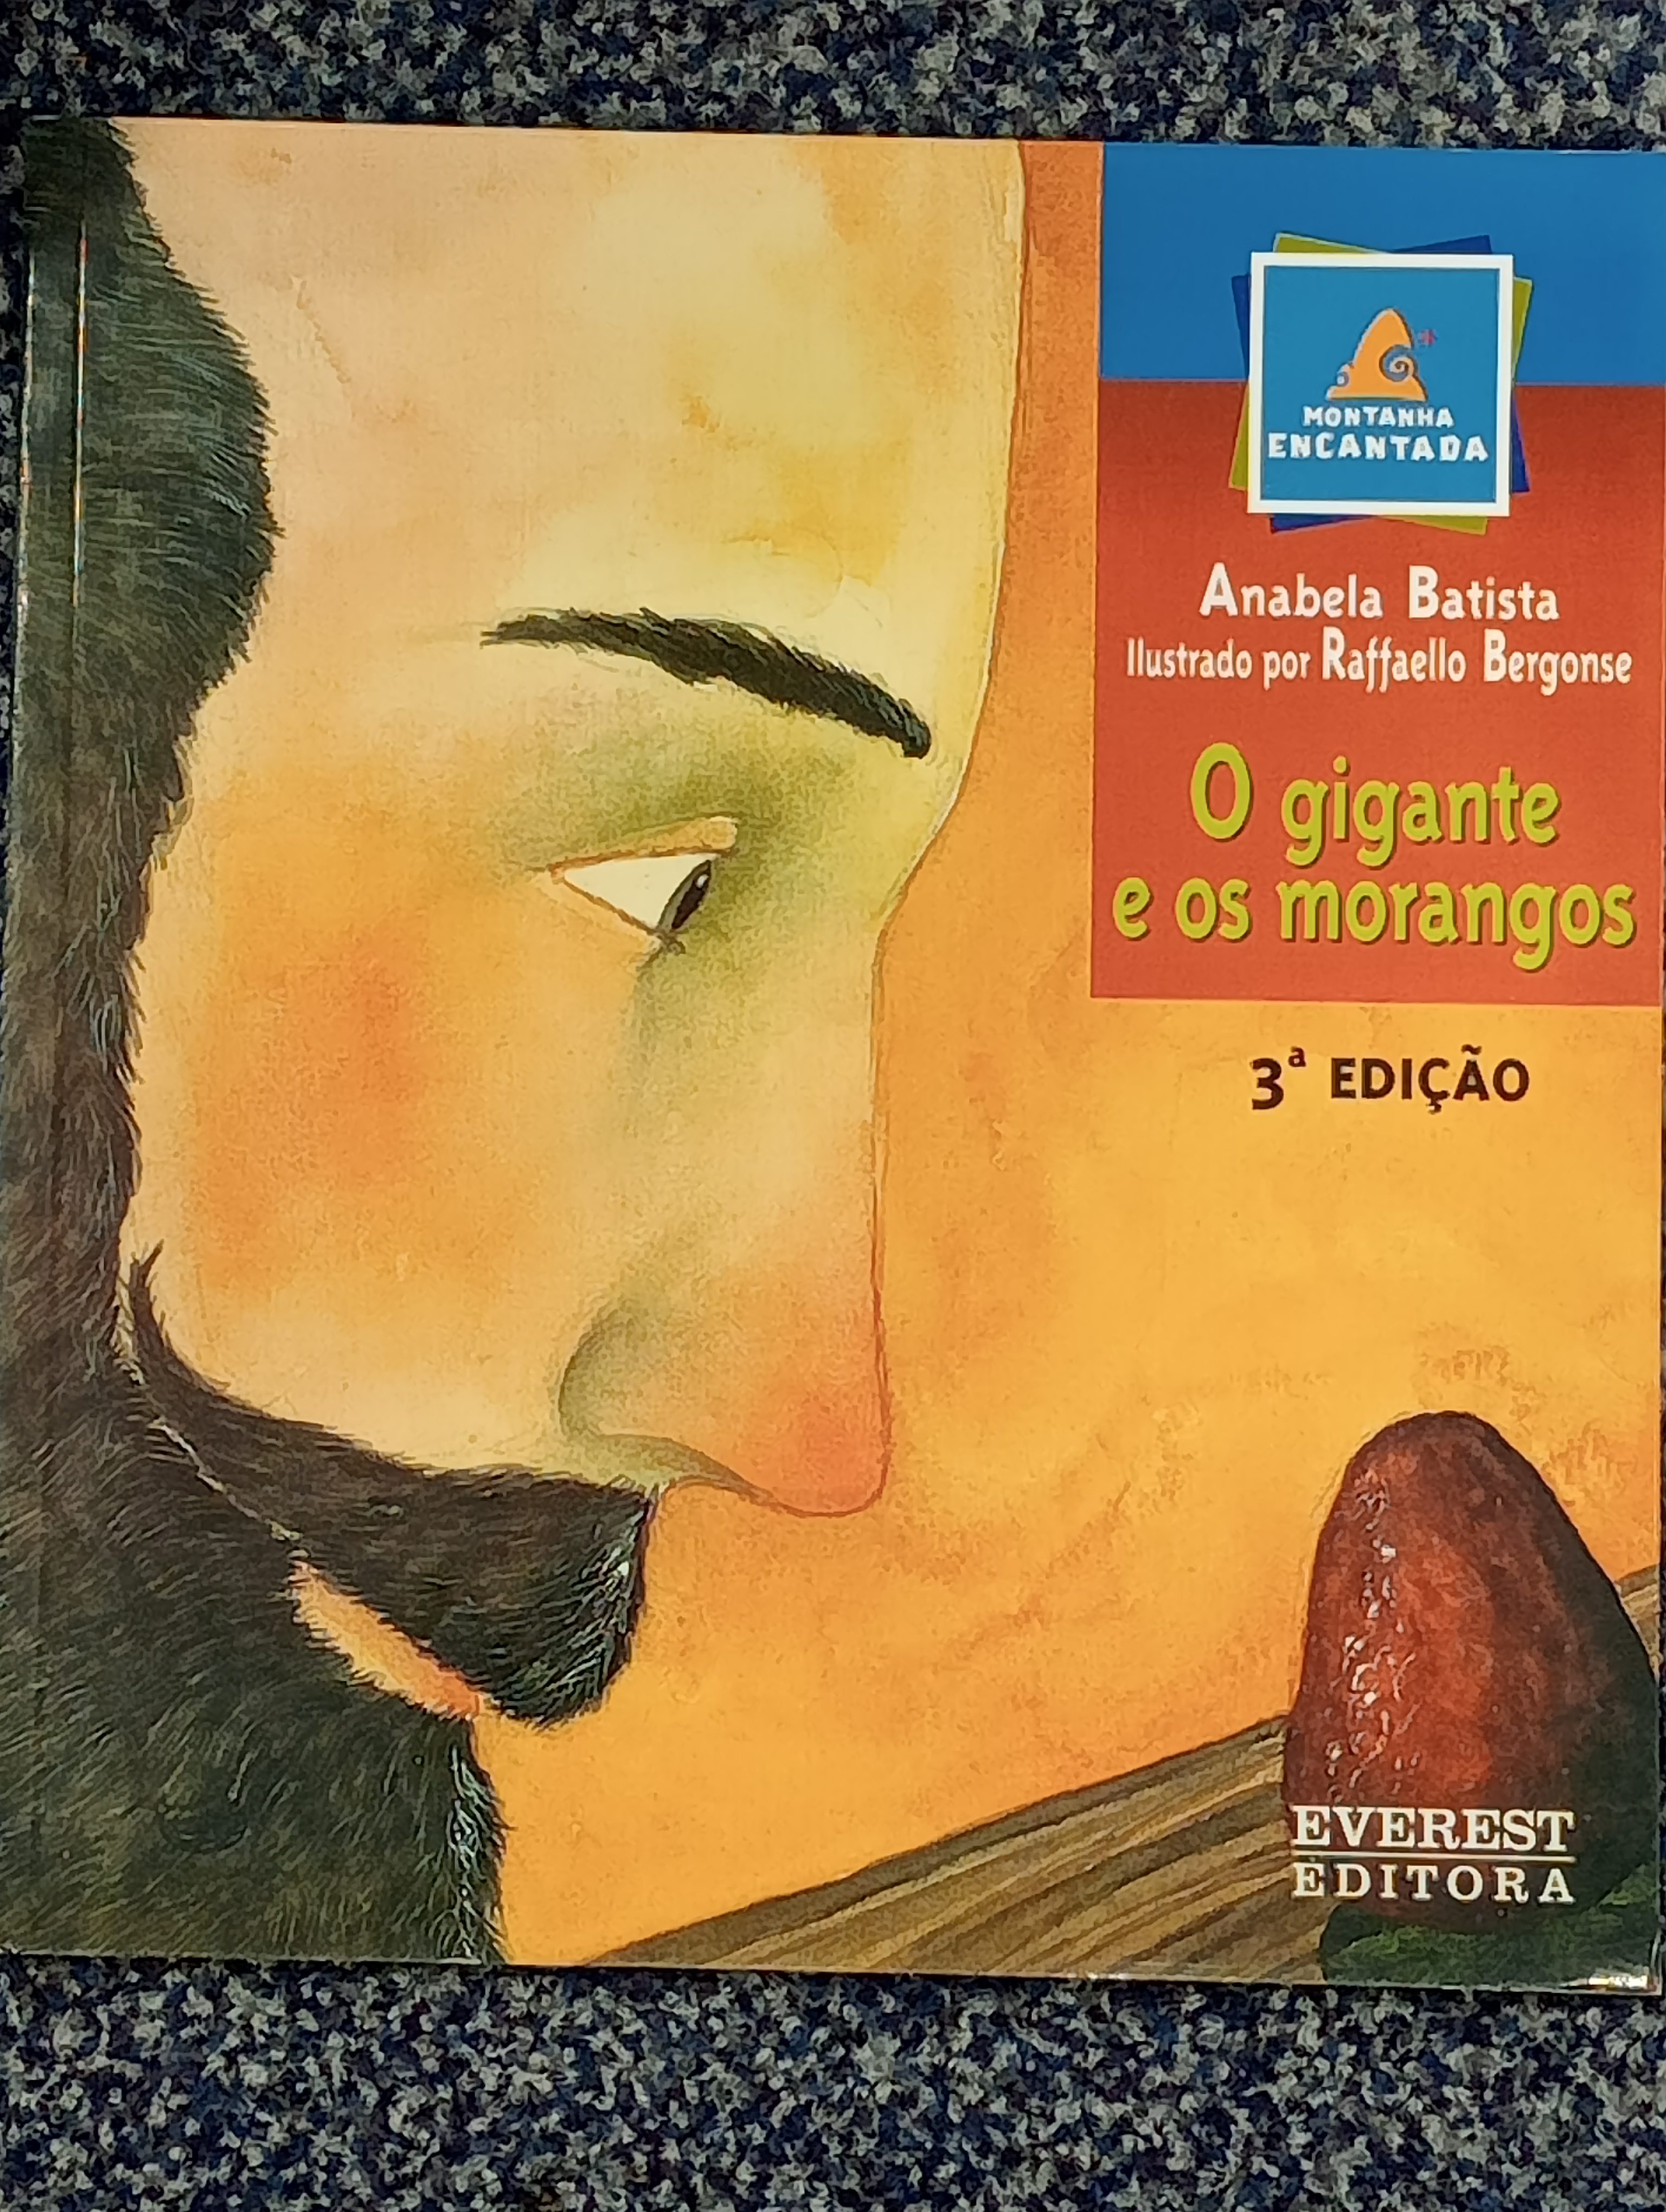 MONTANHA
ENCANTADA
Anabela Batista
Ilustrado por Raffaello Bergonse
O gigante
e os morangos
3ª EDIÇÃO
EVEREST
EDITORA